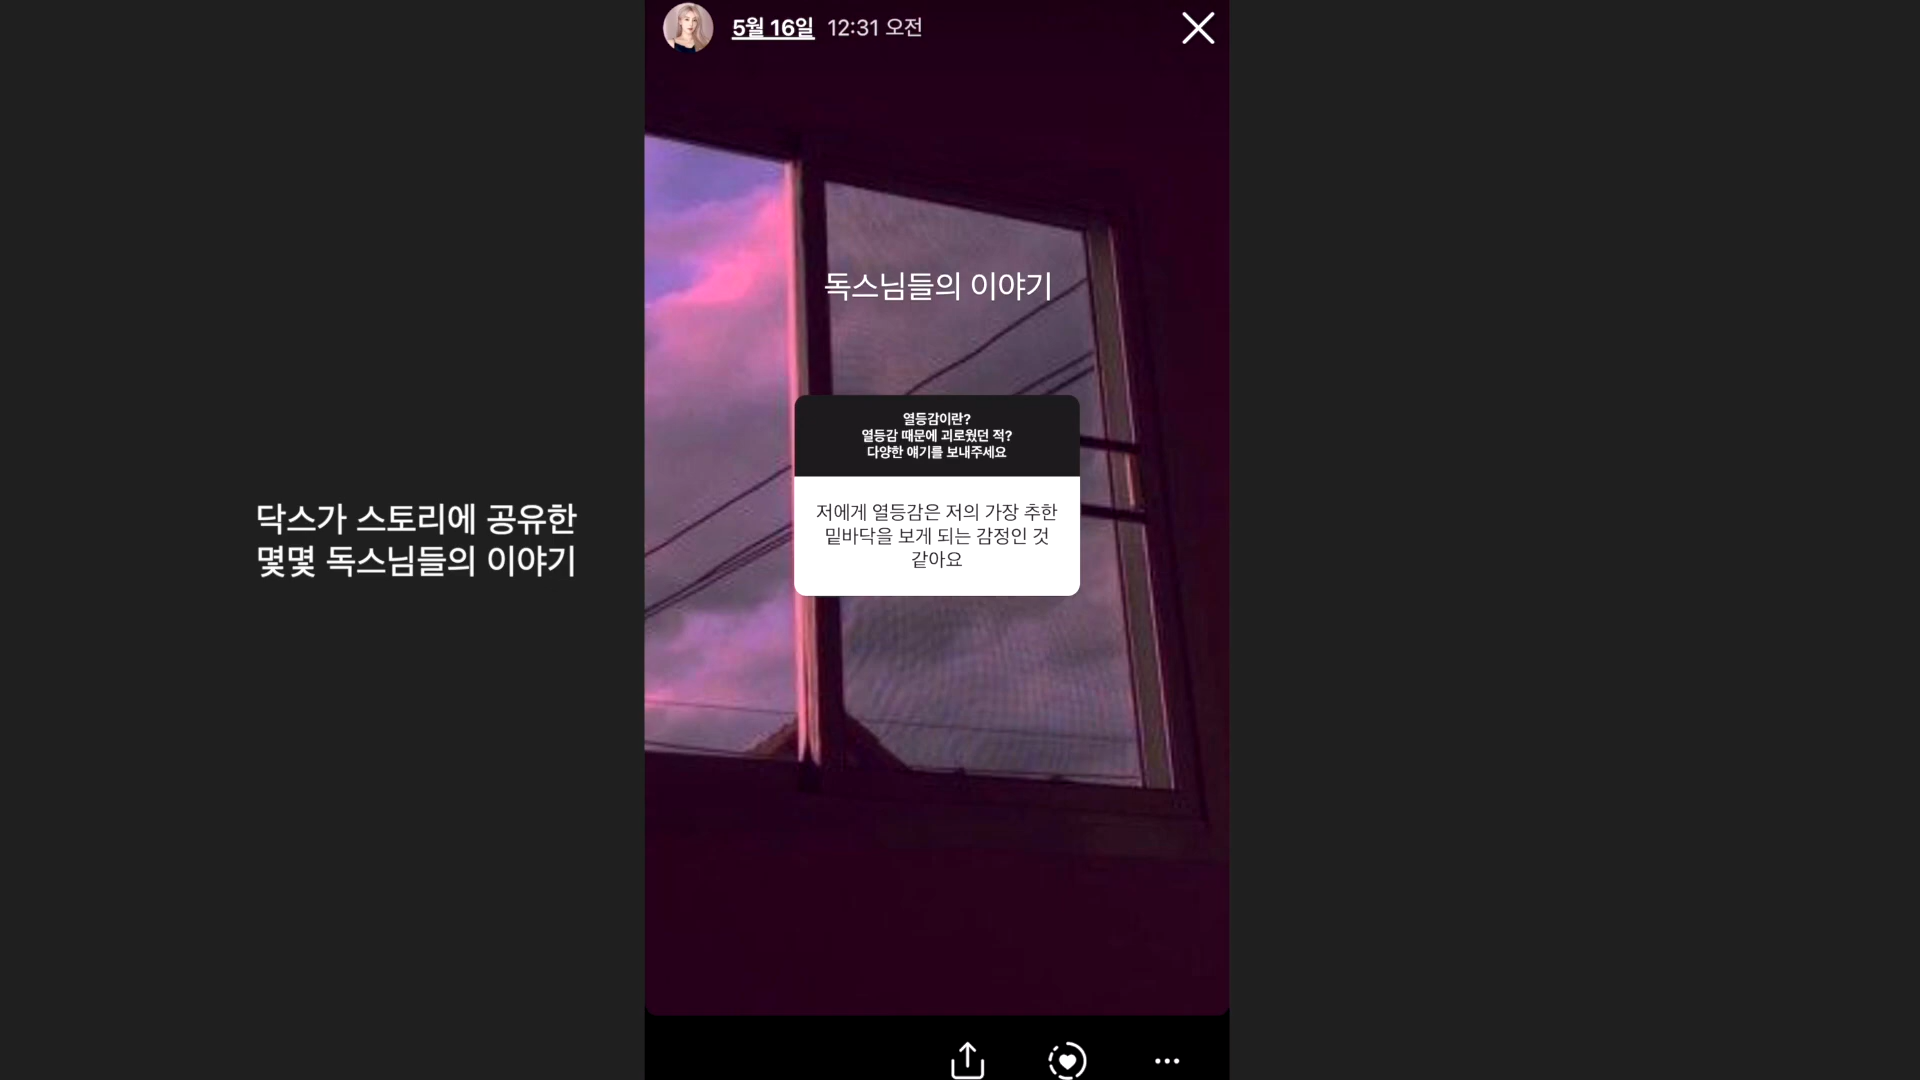 5월 16일 12:31 오전
독스님들의 이야기
열등감이란?
열등감 때문에 괴로웠던 적?
다양한 얘기를 보내주세요
저에게 열등감은 저의 가장 추한
밑바닥을 보게 되는 감정인 것
같아요
닥스가 스토리에 공유한
몇몇 독스님들의 이야기